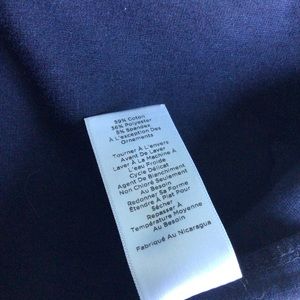 59% Coton
36% Polyester
5% Spandex
À L'exception Des
Ornements
Tourner À L'envers
Avant De Laver
Laver À La Machine À
L'eau Froide
Cycle Délicat
Agent De Blanchiment
Non Chloré Seulement
Au Besoin
Redonner Sa Forme
Étendre À Plat Pour
Sécher
Repasser À
Température Moyenne
Au Besoin
Fabriqué Au Nicaragua